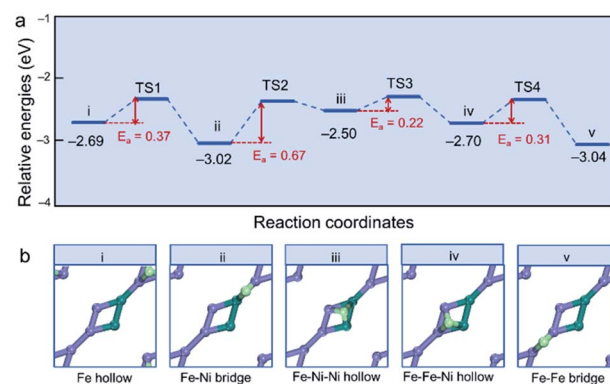 a
Relative energies (eV)
−1
−2
−3
−4
i
TS1
ii
TS2
iii
TS3
iv
TS4
v
−2.69
Eₐ = 0.37
−3.02
Eₐ = 0.67
−2.50
Eₐ = 0.22
−2.70
Eₐ = 0.31
−3.04
Reaction coordinates
b
i
ii
iii
iv
v
Fe hollow
Fe-Ni bridge
Fe-Ni-Ni hollow
Fe-Fe-Ni hollow
Fe-Fe bridge